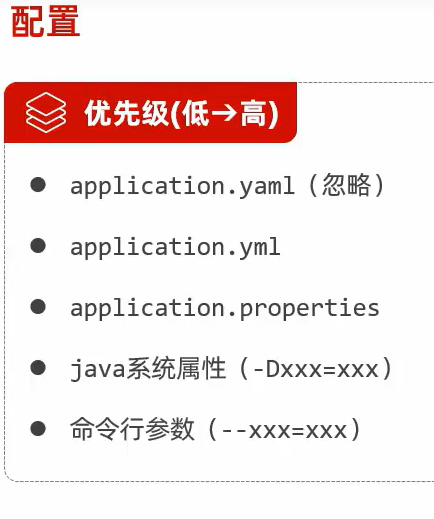 配置
优先级(低→高)
● application.yaml（忽略）
● application.yml
● application.properties
● java系统属性（-Dxxx=xxx）
● 命令行参数（--xxx=xxx）